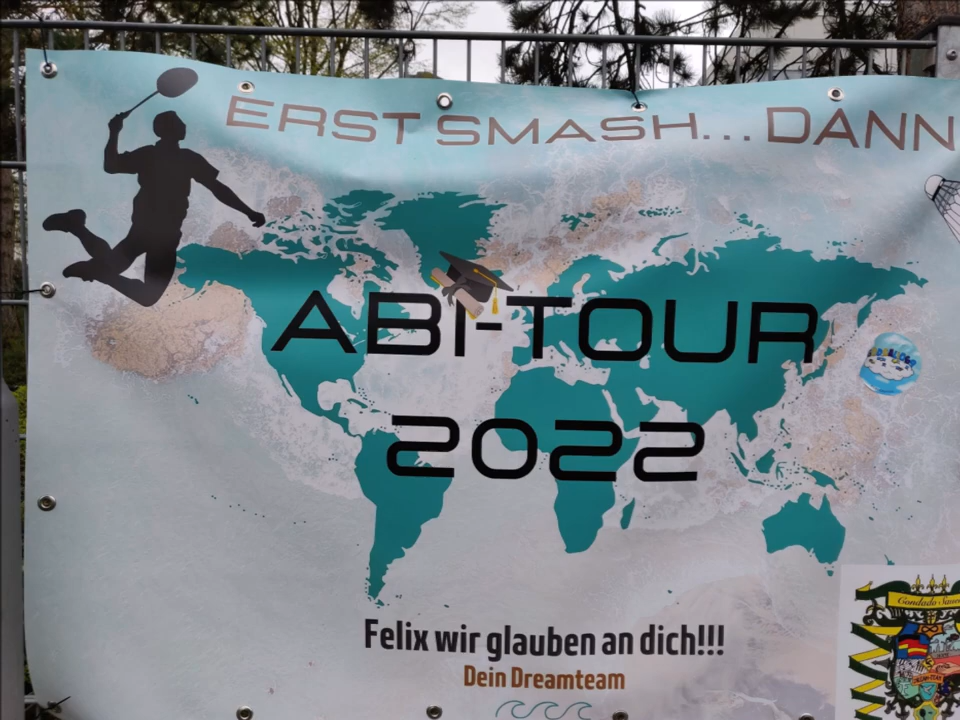 ERST SMASH... DANN
ABI-TOUR
2022
Felix wir glauben an dich!!!
Dein Dreamteam